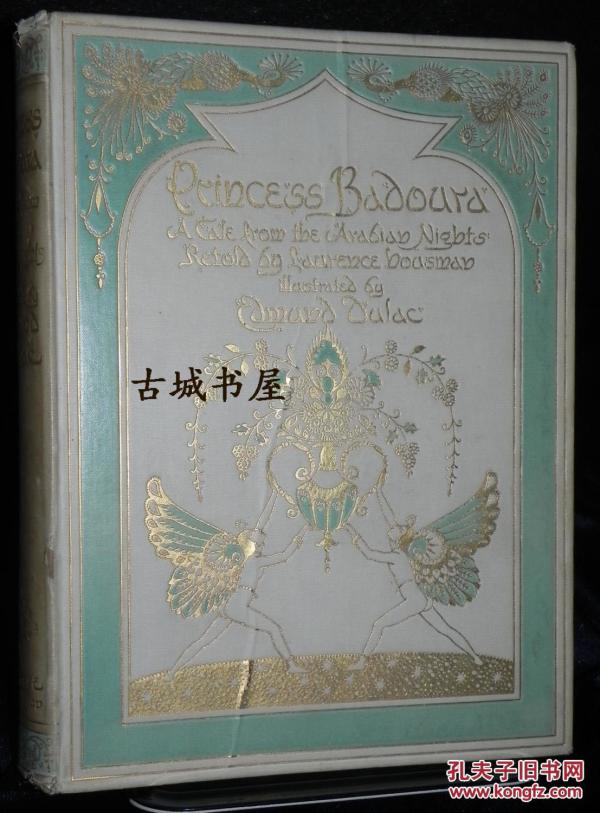 Princess Badoura
A Tale from the Arabian Nights
Retold by Laurence Housman
illustrated by
Edmund Dulac
古城书屋
孔夫子旧书网
www.kongfz.com